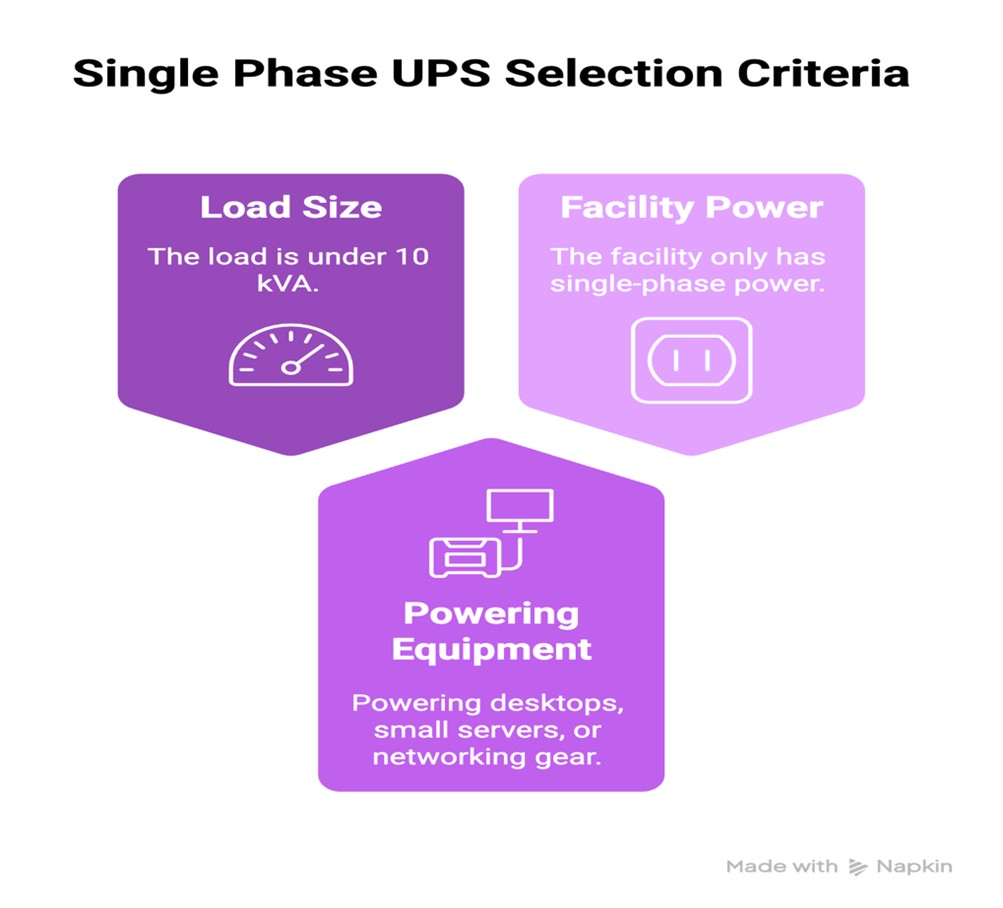 Single Phase UPS Selection Criteria
Load Size
The load is under 10
kVA.
Facility Power
The facility only has
single-phase power.
Powering
Equipment
Powering desktops,
small servers, or
networking gear.
Made with Napkin